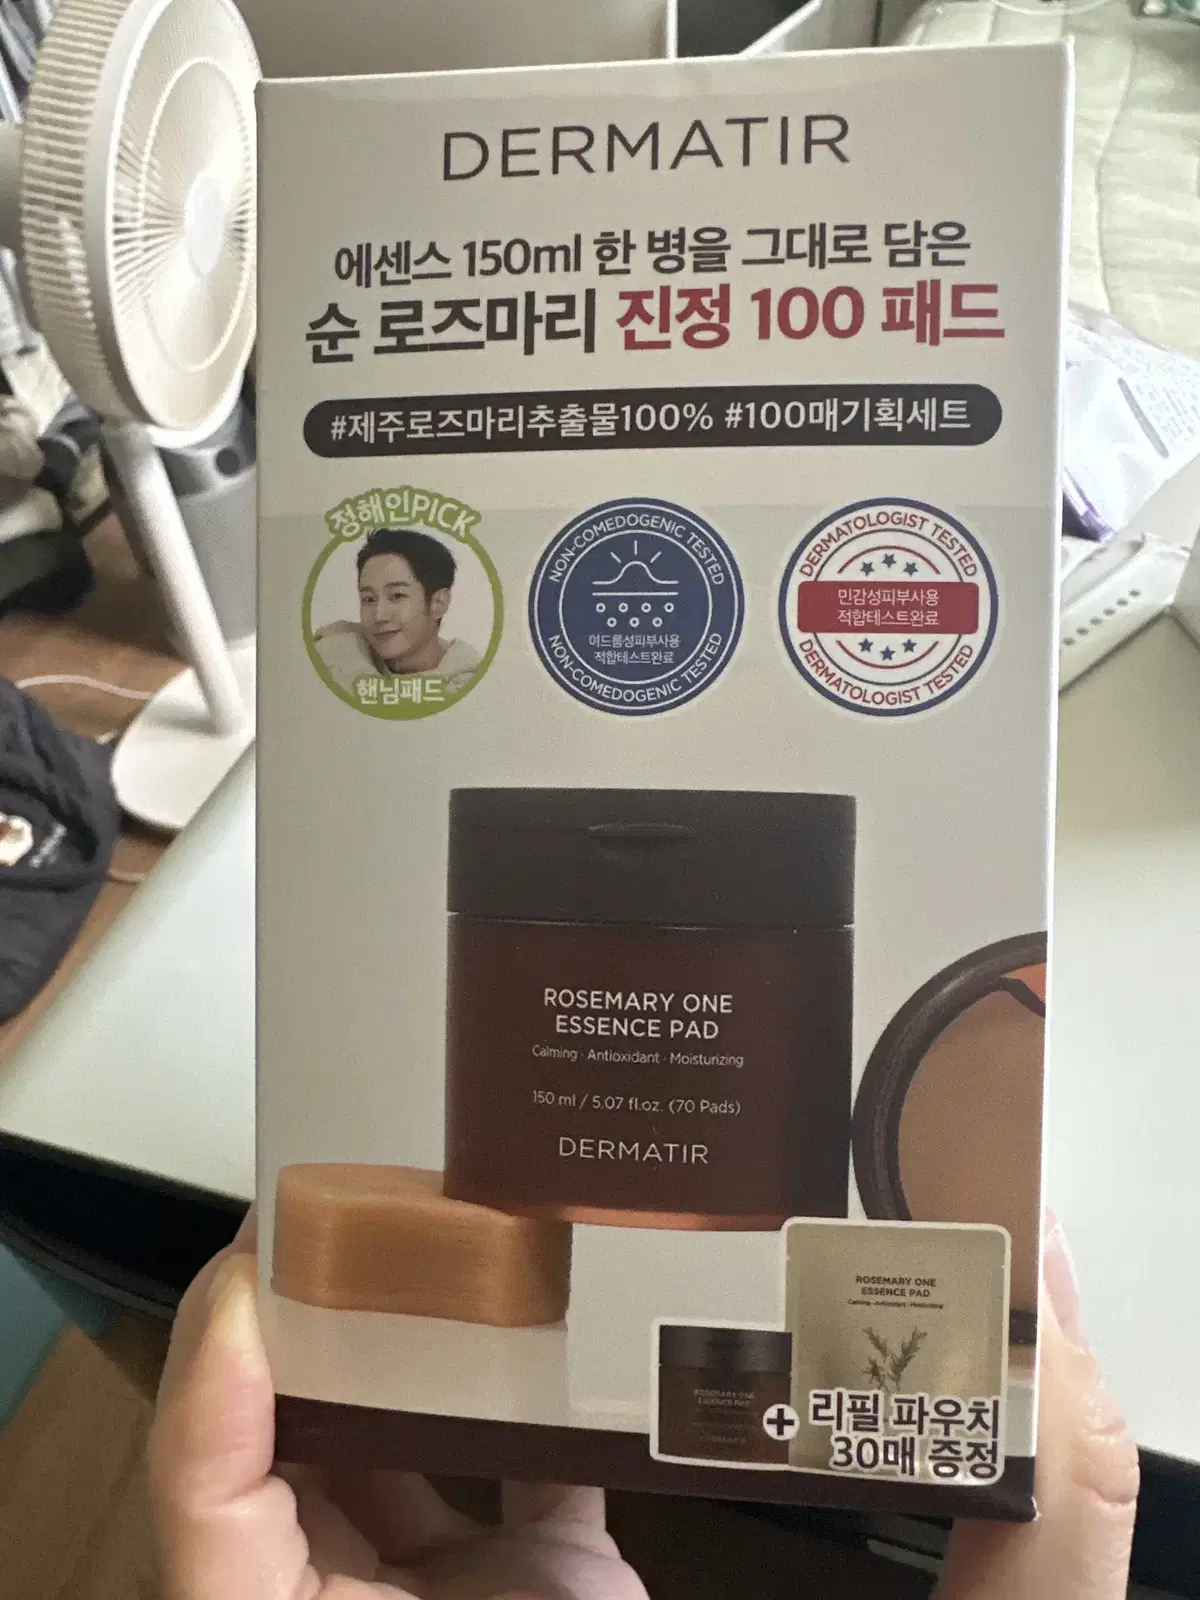 DERMATIR
에센스 150ml 한 병을 그대로 담은
순 로즈마리 진정 100 패드
#제주로즈마리추출물100% #100매기획세트
정해인PICK
핸님패드
NON-COMEDOGENIC TESTED
여드름성피부사용
적합테스트완료
NON-COMEDOGENIC TESTED
DERMATOLOGIST TESTED
민감성피부사용
적합테스트완료
DERMATOLOGIST TESTED
ROSEMARY ONE
ESSENCE PAD
Calming · Antioxidant · Moisturizing
150 ml / 5.07 fl.oz. (70 Pads)
DERMATIR
ROSEMARY ONE
ESSENCE PAD
Calming · Antioxidant · Moisturizing
ROSEMARY ONE
ESSENCE PAD
+
리필 파우치
30매 증정